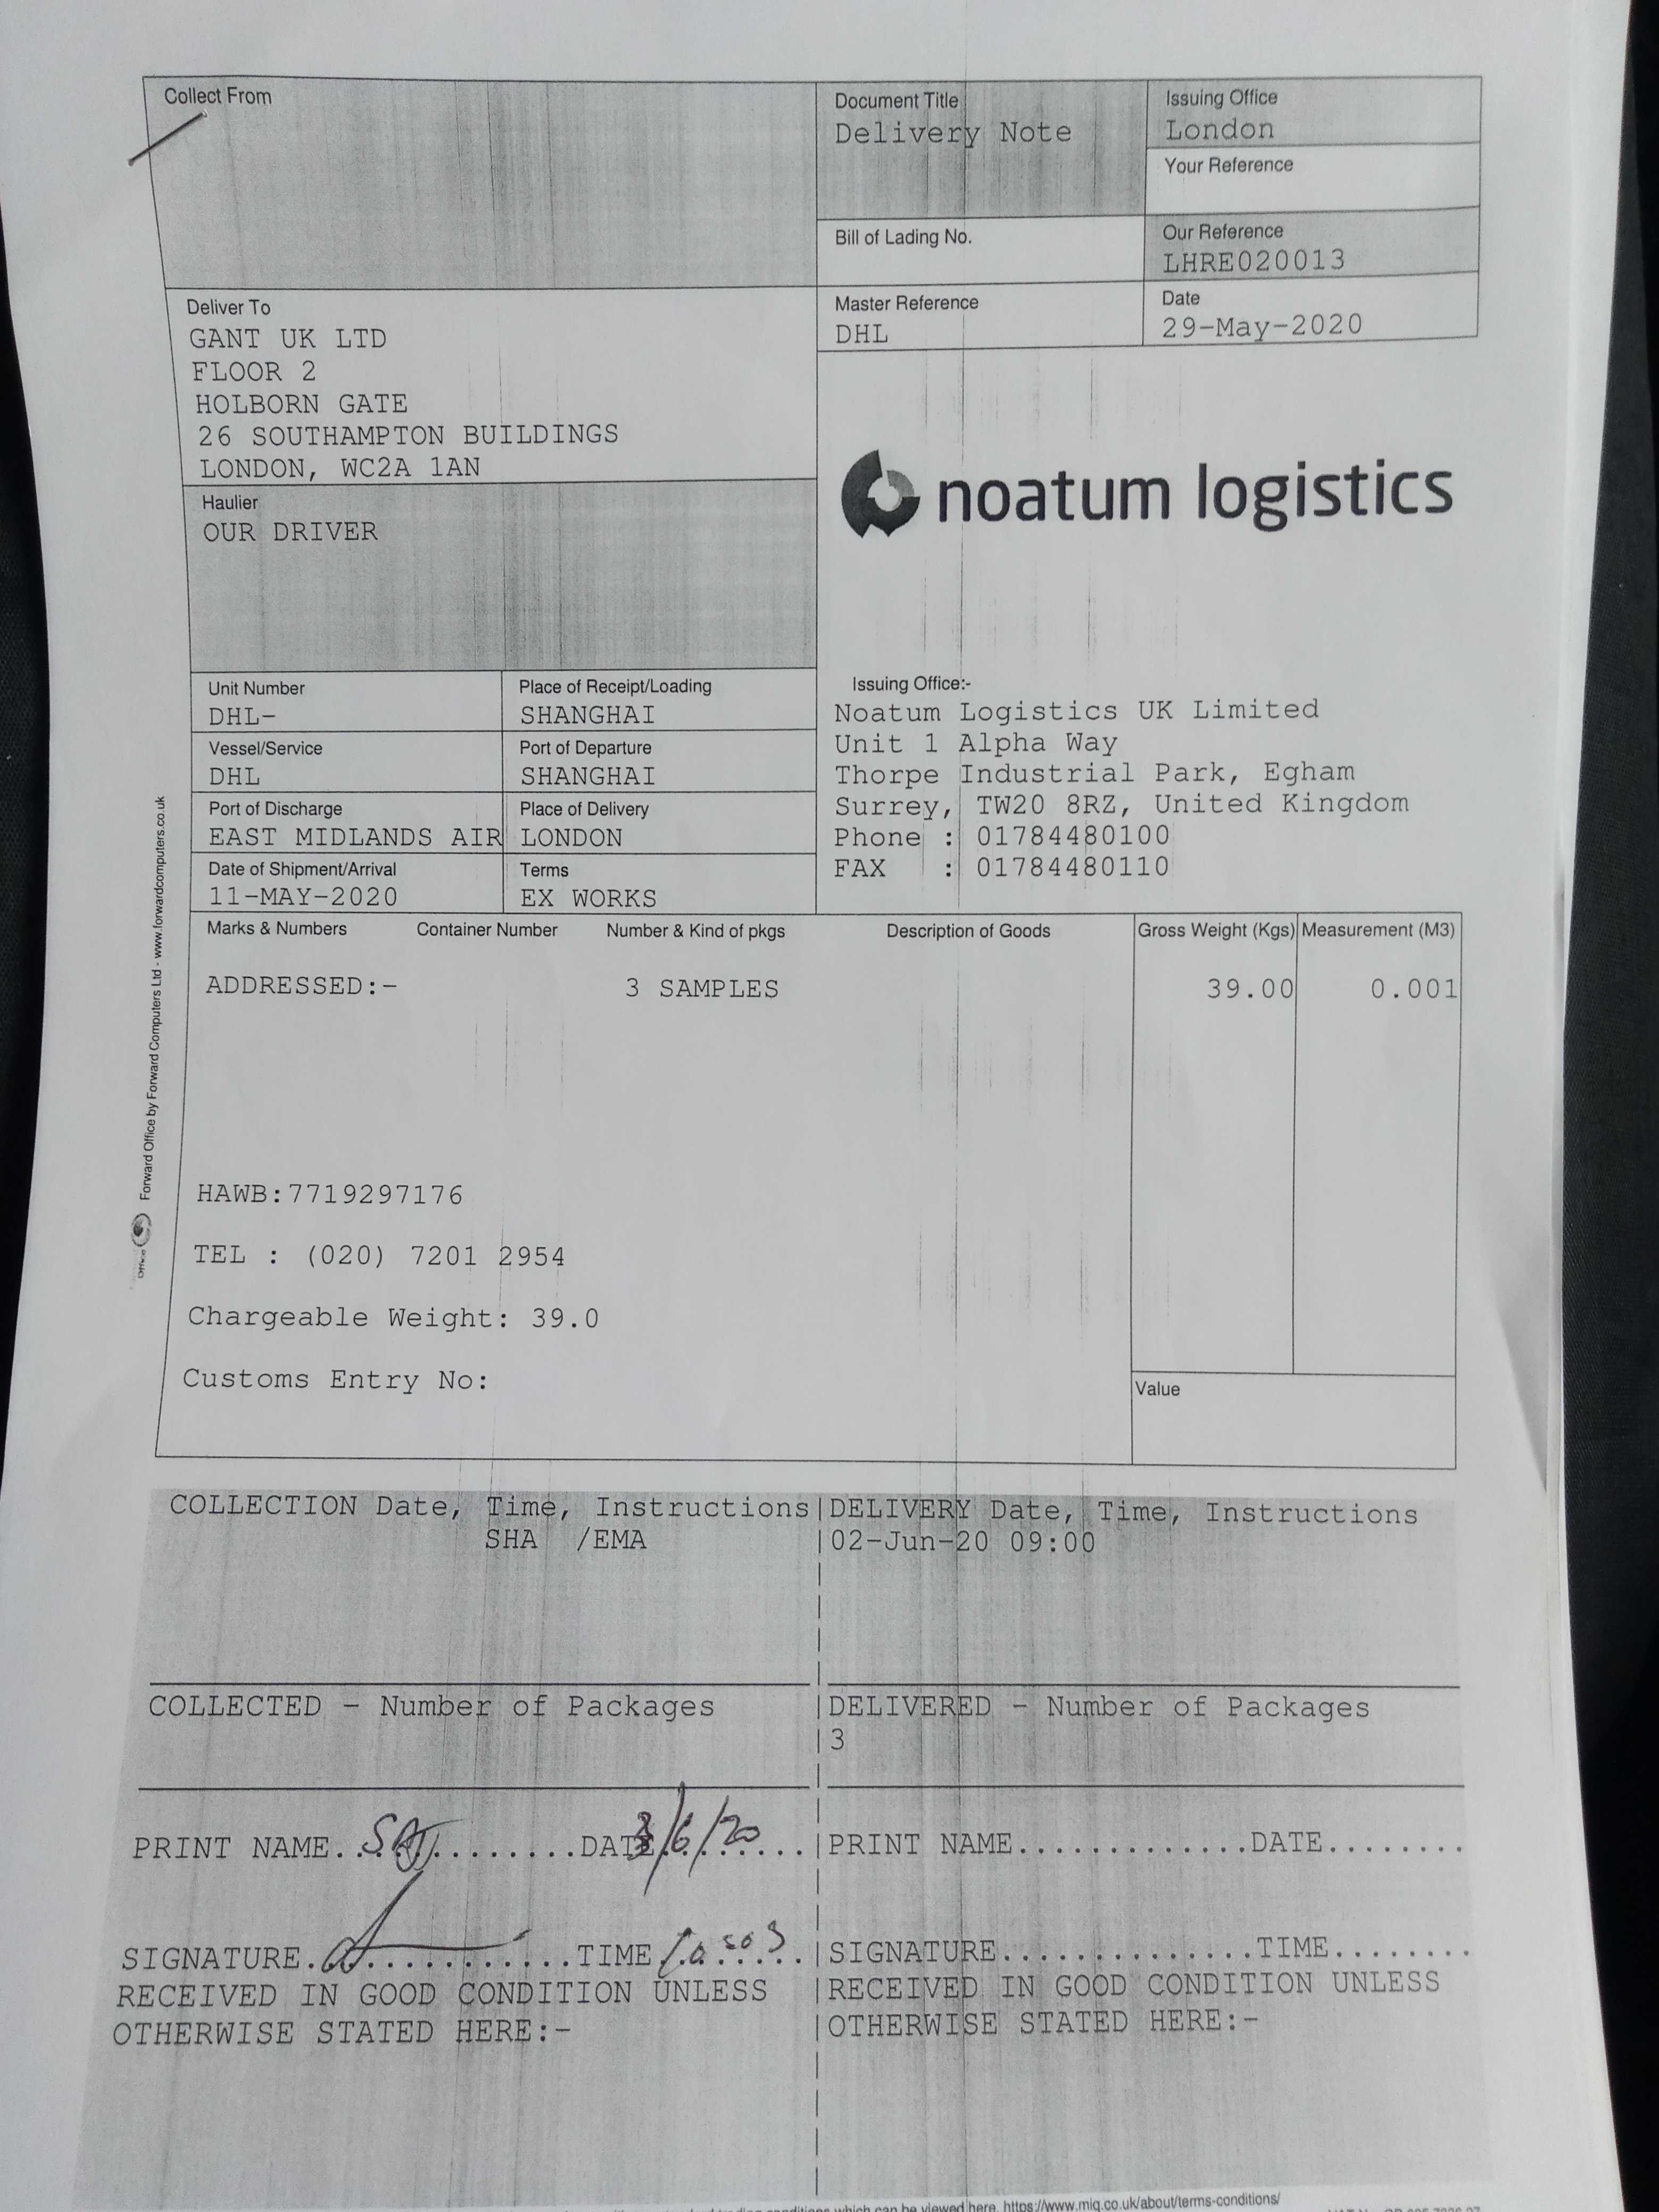 Collect From
Document Title
Delivery Note
Issuing Office
London
Your Reference
Bill of Lading No.
Our Reference
LHRE020013
Deliver To
GANT UK LTD
FLOOR 2
HOLBORN GATE
26 SOUTHAMPTON BUILDINGS
LONDON, WC2A 1AN
Master Reference
DHL
Date
29-May-2020
noatum logistics
Haulier
OUR DRIVER
Unit Number
DHL-
Place of Receipt/Loading
SHANGHAI
Vessel/Service
DHL
Port of Departure
SHANGHAI
Port of Discharge
EAST MIDLANDS AIR
Place of Delivery
LONDON
Date of Shipment/Arrival
11-MAY-2020
Terms
EX WORKS
Issuing Office:-
Noatum Logistics UK Limited
Unit 1 Alpha Way
Thorpe Industrial Park, Egham
Surrey, TW20 8RZ, United Kingdom
Phone : 01784480100
FAX : 01784480110
Marks & Numbers Container Number Number & Kind of pkgs Description of Goods Gross Weight (Kgs) Measurement (M3)
ADDRESSED:- 3 SAMPLES 39.00 0.001
HAWB:7719297176
TEL : (020) 7201 2954
Chargeable Weight: 39.0
Customs Entry No:
Value
Forward Office by Forward Computers Ltd - www.forwardcomputers.co.uk
COLLECTION Date, Time, Instructions
SHA /EMA
DELIVERY Date, Time, Instructions
02-Jun-20 09:00
COLLECTED - Number of Packages
DELIVERED - Number of Packages
3
PRINT NAME..SAJ........DATE 3/6/20
SIGNATURE............TIME
RECEIVED IN GOOD CONDITION UNLESS
OTHERWISE STATED HERE:-
PRINT NAME..............DATE........
SIGNATURE...............TIME........
RECEIVED IN GOOD CONDITION UNLESS
OTHERWISE STATED HERE:-
which can be viewed here. https://www.miq.co.uk/about/terms-conditions/